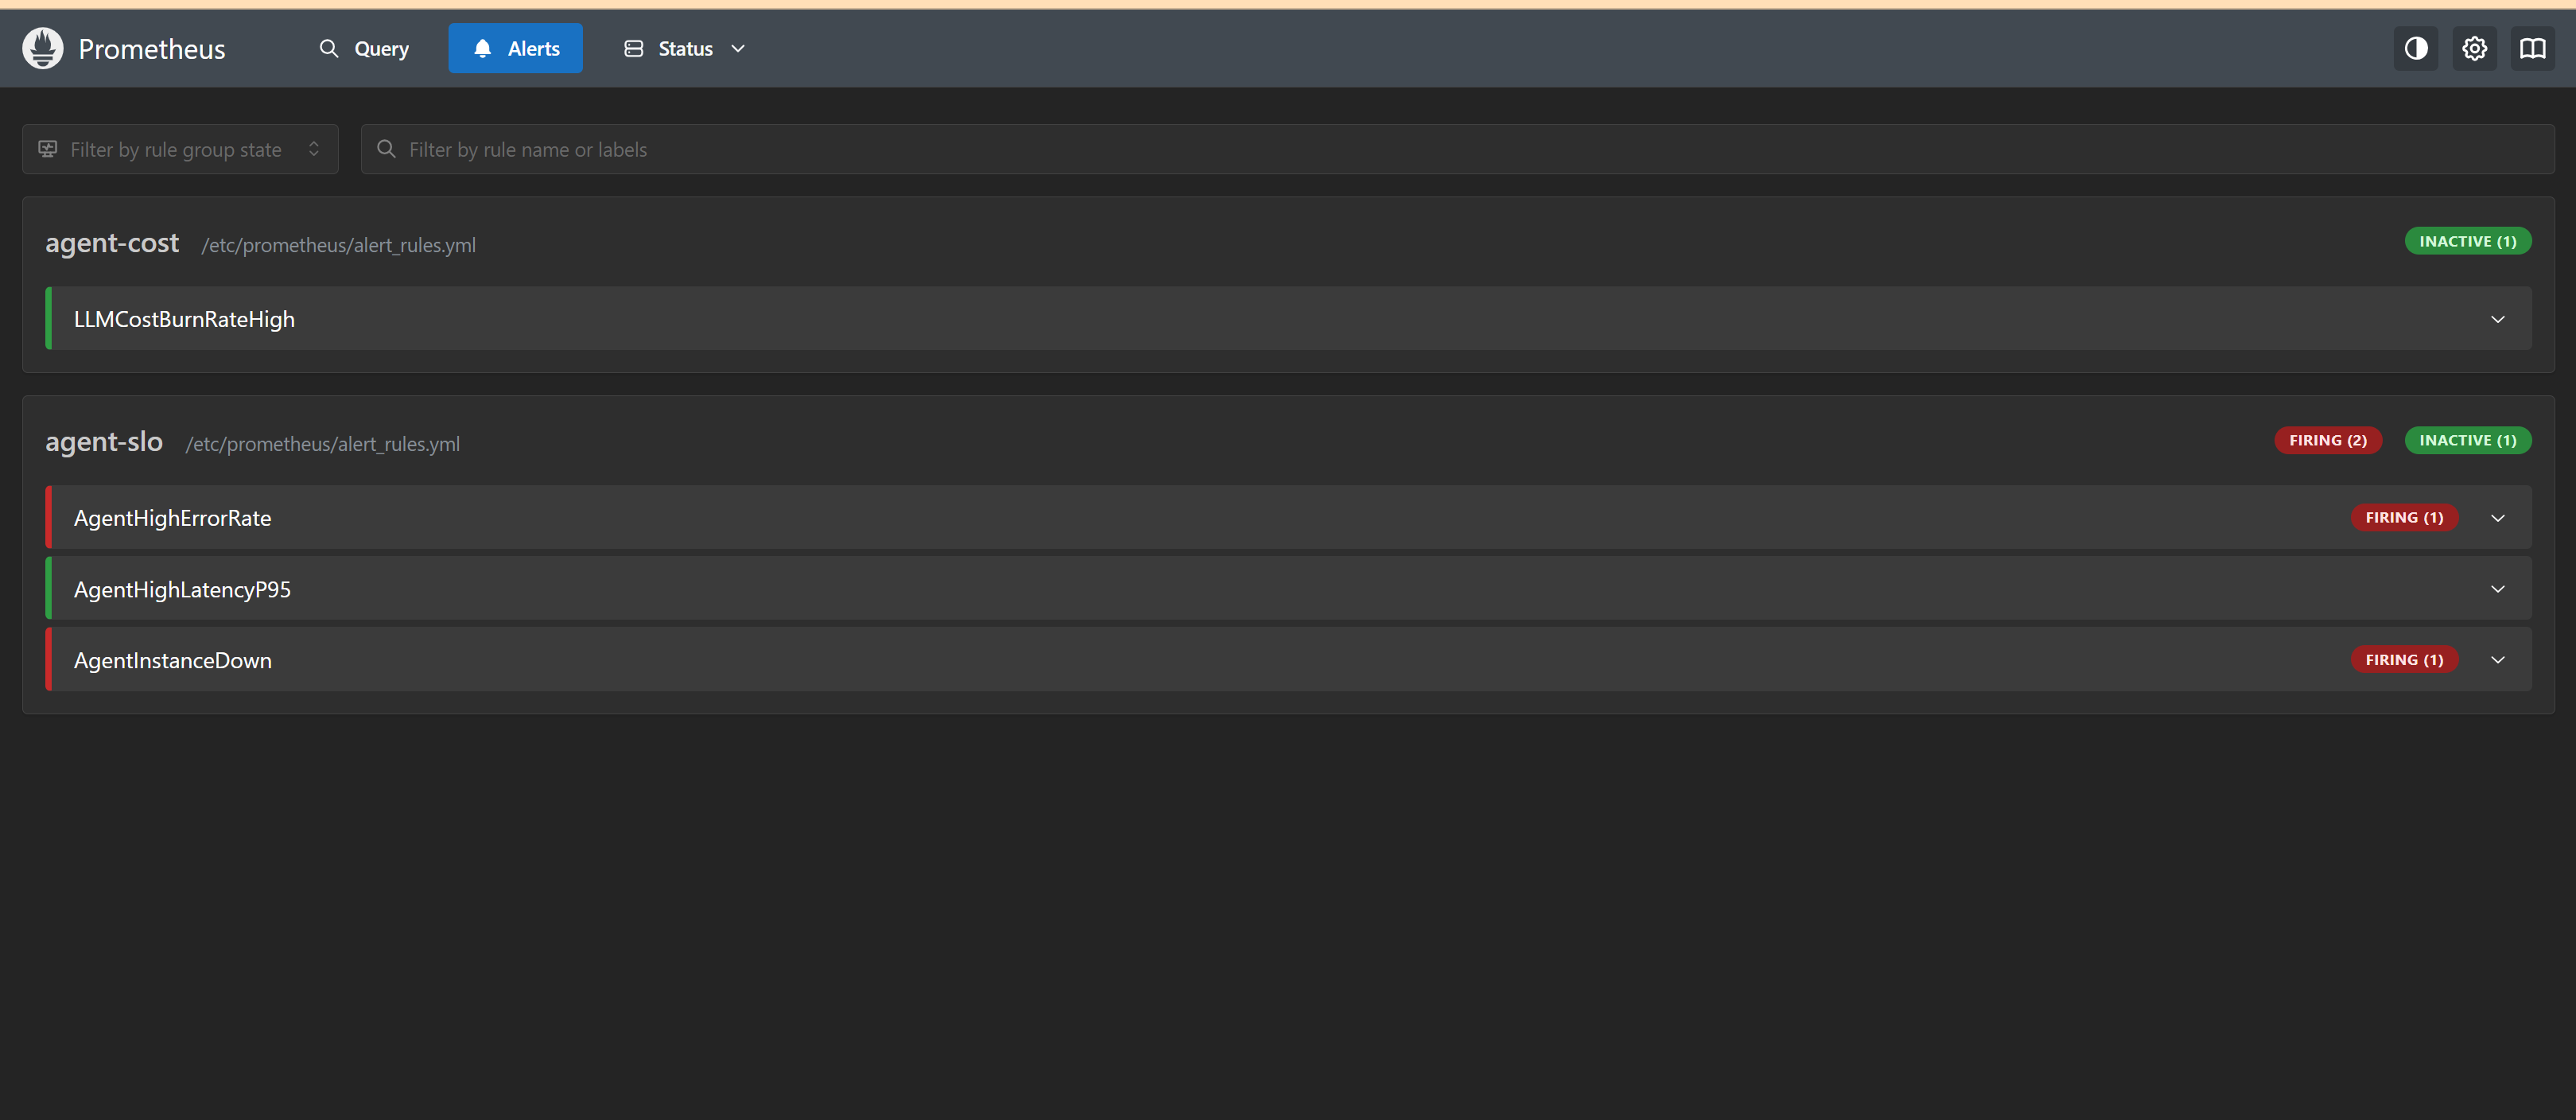 Prometheus Query Alerts Status
Filter by rule group state Filter by rule name or labels
agent-cost /etc/prometheus/alert_rules.yml INACTIVE (1)
LLMCostBurnRateHigh
agent-slo /etc/prometheus/alert_rules.yml FIRING (2) INACTIVE (1)
AgentHighErrorRate FIRING (1)
AgentHighLatencyP95
AgentInstanceDown FIRING (1)